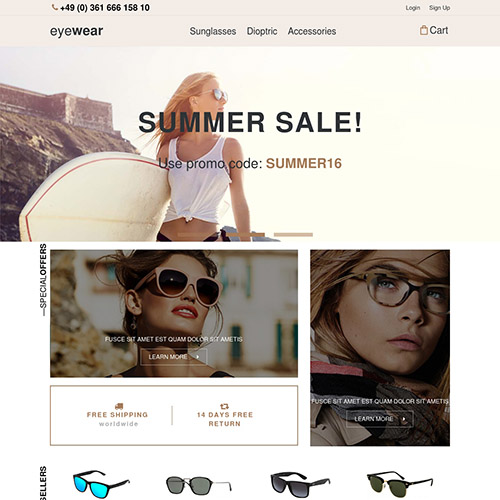 +49 (0) 361 666 158 10
Login Sign Up
eyewear
Sunglasses Dioptric Accessories
Cart
SUMMER SALE!
Use promo code: SUMMER16
—SPECIALOFFERS
FUSCE SIT AMET EST QUAM DOLOR SIT AMETIS
LEARN MORE
FUSCE SIT AMET EST QUAM DOLOR SIT AMETIS
LEARN MORE
FREE SHIPPING
worldwide
14 DAYS FREE
RETURN
SELLERS